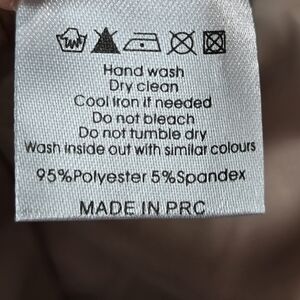 Hand wash
Dry clean
Cool iron if needed
Do not bleach
Do not tumble dry
Wash inside out with similar colours
95%Polyester 5%Spandex
MADE IN PRC